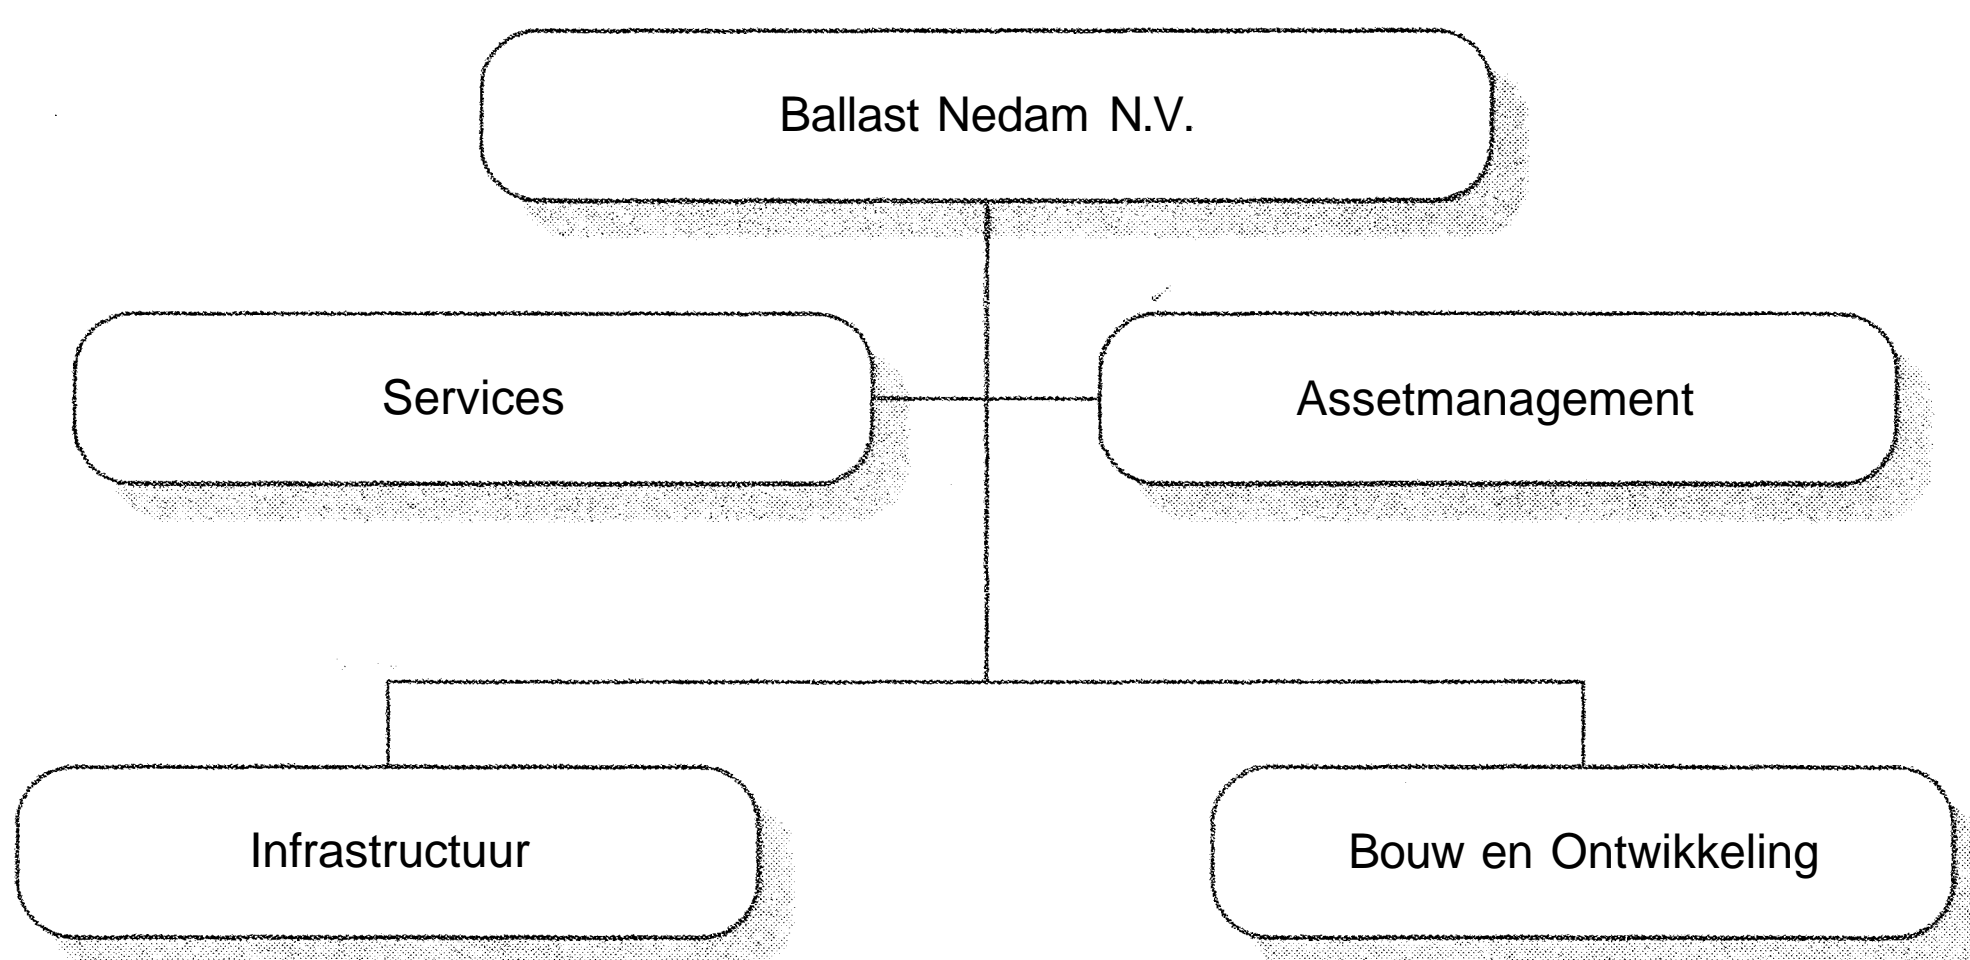 Ballast Nedam N.V.
Services
Assetmanagement
Infrastructuur
Bouw en Ontwikkeling